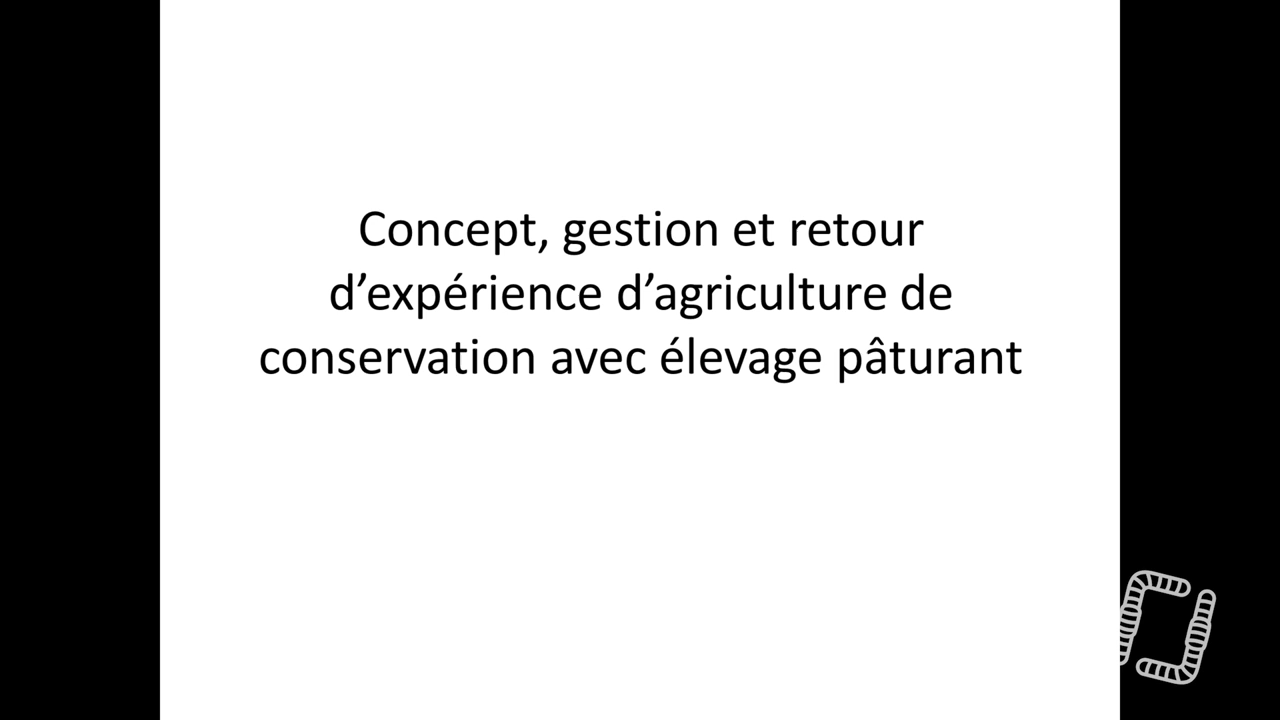 Concept, gestion et retour
d’expérience d’agriculture de
conservation avec élevage pâturant